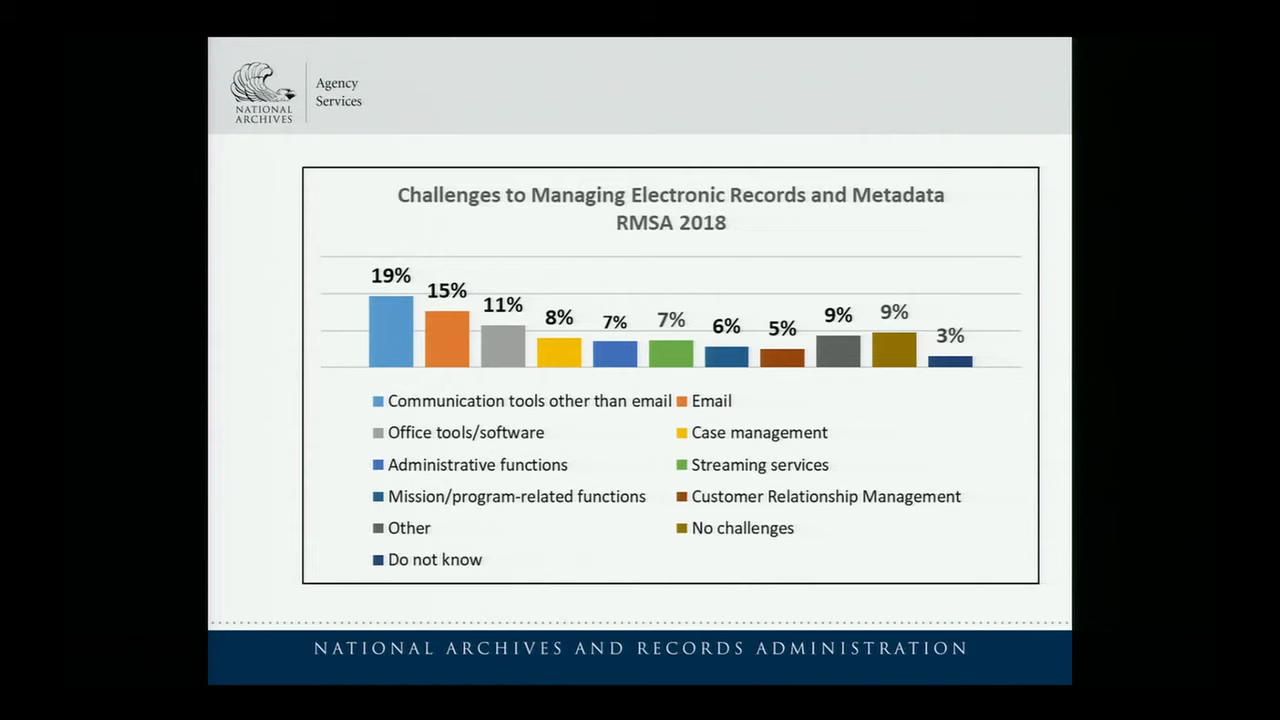 NATIONAL
ARCHIVES
Agency
Services
Challenges to Managing Electronic Records and Metadata
RMSA 2018
19%
15%
11%
8%
7%
7%
6%
5%
9%
9%
3%
Communication tools other than email
Email
Office tools/software
Case management
Administrative functions
Streaming services
Mission/program-related functions
Customer Relationship Management
Other
No challenges
Do not know
NATIONAL ARCHIVES AND RECORDS ADMINISTRATION